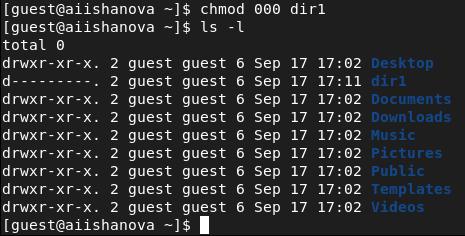 [guest@aiishanova ~]$ chmod 000 dir1
[guest@aiishanova ~]$ ls -l
total 0
drwxr-xr-x. 2 guest guest 6 Sep 17 17:02 Desktop
d---------. 2 guest guest 6 Sep 17 17:11 dir1
drwxr-xr-x. 2 guest guest 6 Sep 17 17:02 Documents
drwxr-xr-x. 2 guest guest 6 Sep 17 17:02 Downloads
drwxr-xr-x. 2 guest guest 6 Sep 17 17:02 Music
drwxr-xr-x. 2 guest guest 6 Sep 17 17:02 Pictures
drwxr-xr-x. 2 guest guest 6 Sep 17 17:02 Public
drwxr-xr-x. 2 guest guest 6 Sep 17 17:02 Templates
drwxr-xr-x. 2 guest guest 6 Sep 17 17:02 Videos
[guest@aiishanova ~]$